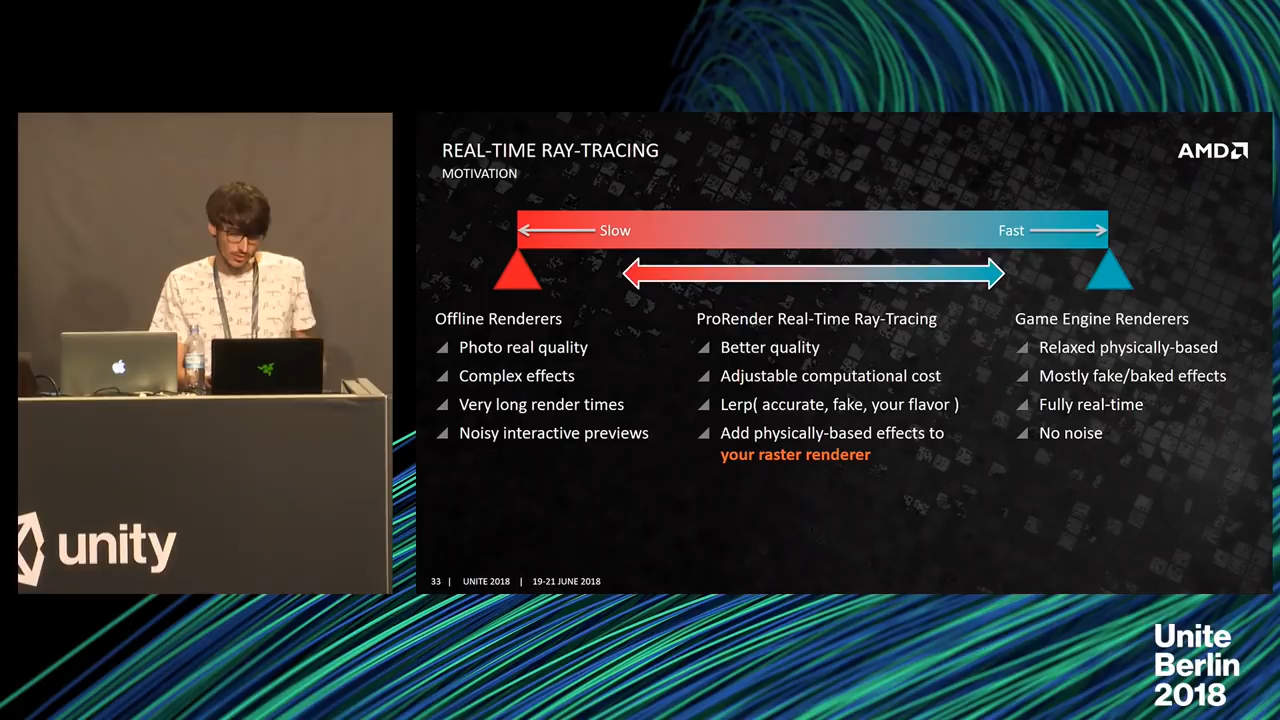 REAL-TIME RAY-TRACING
MOTIVATION
AMD
Slow
Fast
Offline Renderers
Photo real quality
Complex effects
Very long render times
Noisy interactive previews
ProRender Real-Time Ray-Tracing
Better quality
Adjustable computational cost
Lerp( accurate, fake, your flavor )
Add physically-based effects to
your raster renderer
Game Engine Renderers
Relaxed physically-based
Mostly fake/baked effects
Fully real-time
No noise
33 | UNITE 2018 | 19-21 JUNE 2018
unity
Unite
Berlin
2018